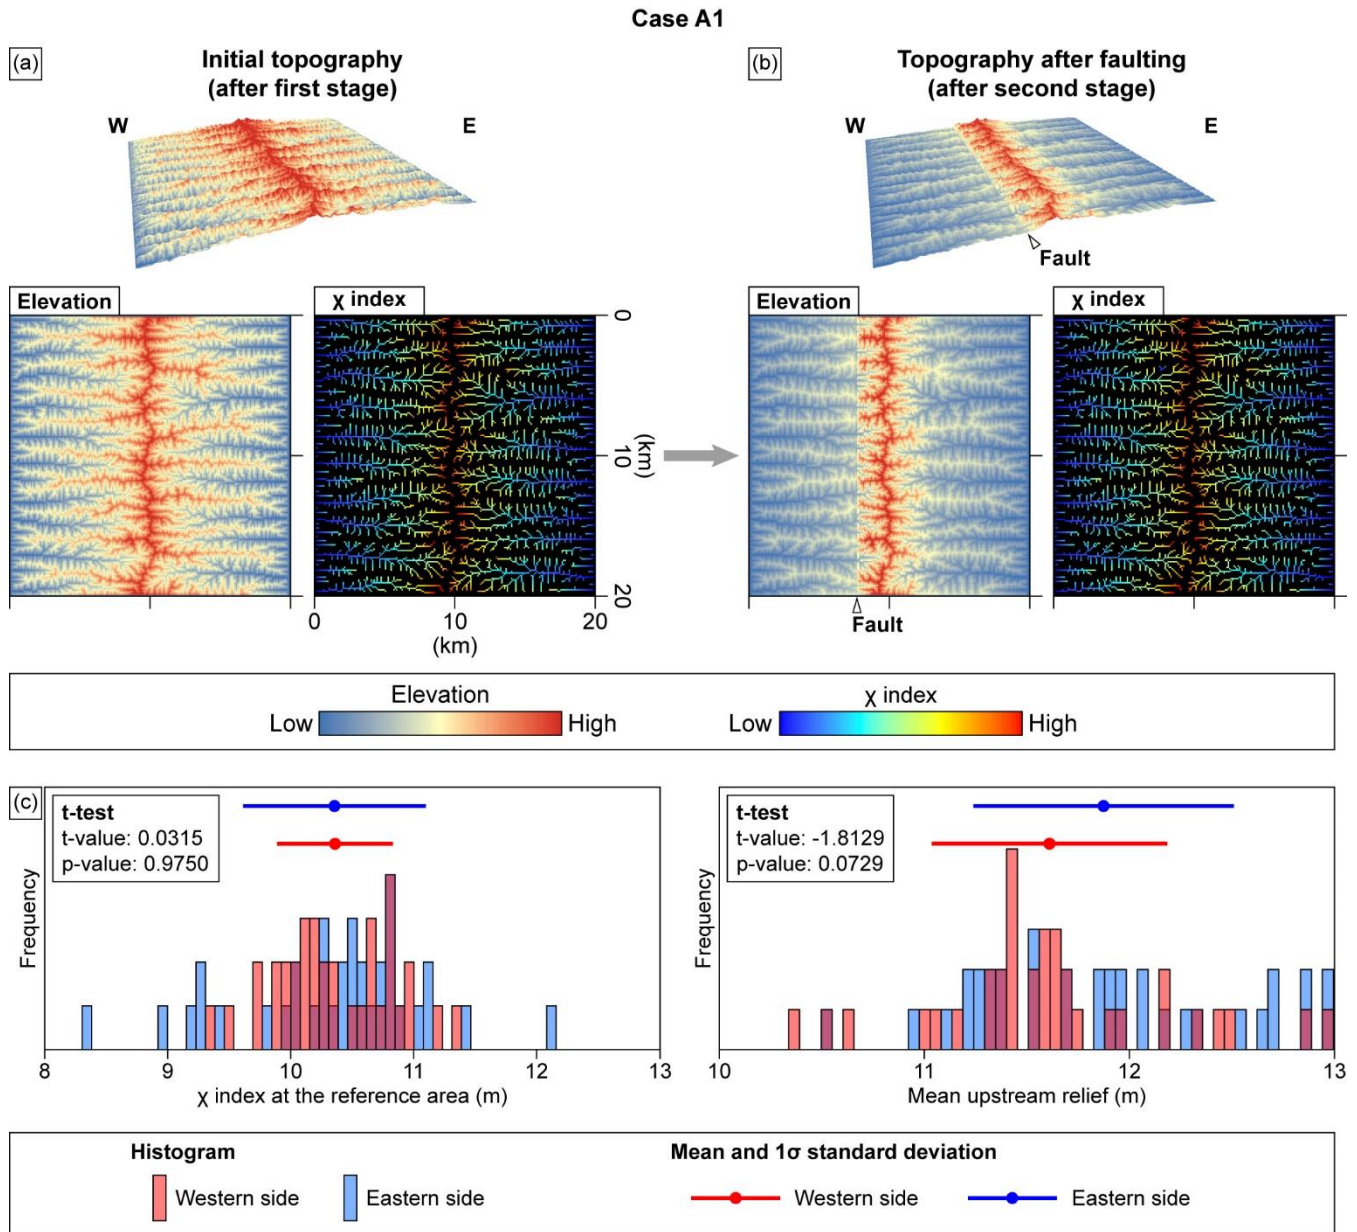 Case A1
(a)
Initial topography
(after first stage)
W
E
Elevation
χ index
0
10
(km)
20
0
10
20
(km)
(b)
Topography after faulting
(after second stage)
W
E
Fault
Elevation
χ index
Fault
Elevation
Low
High
χ index
Low
High
(c)
t-test
t-value: 0.0315
p-value: 0.9750
Frequency
8
9
10
11
12
13
χ index at the reference area (m)
t-test
t-value: -1.8129
p-value: 0.0729
Frequency
10
11
12
13
Mean upstream relief (m)
Histogram
Western side
Eastern side
Mean and 1σ standard deviation
Western side
Eastern side